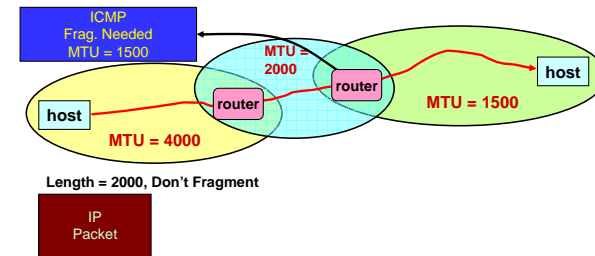 ICMP
Frag. Needed
MTU = 1500
MTU =
2000
router
host
MTU = 1500
router
host
MTU = 4000
Length = 2000, Don't Fragment
IP
Packet